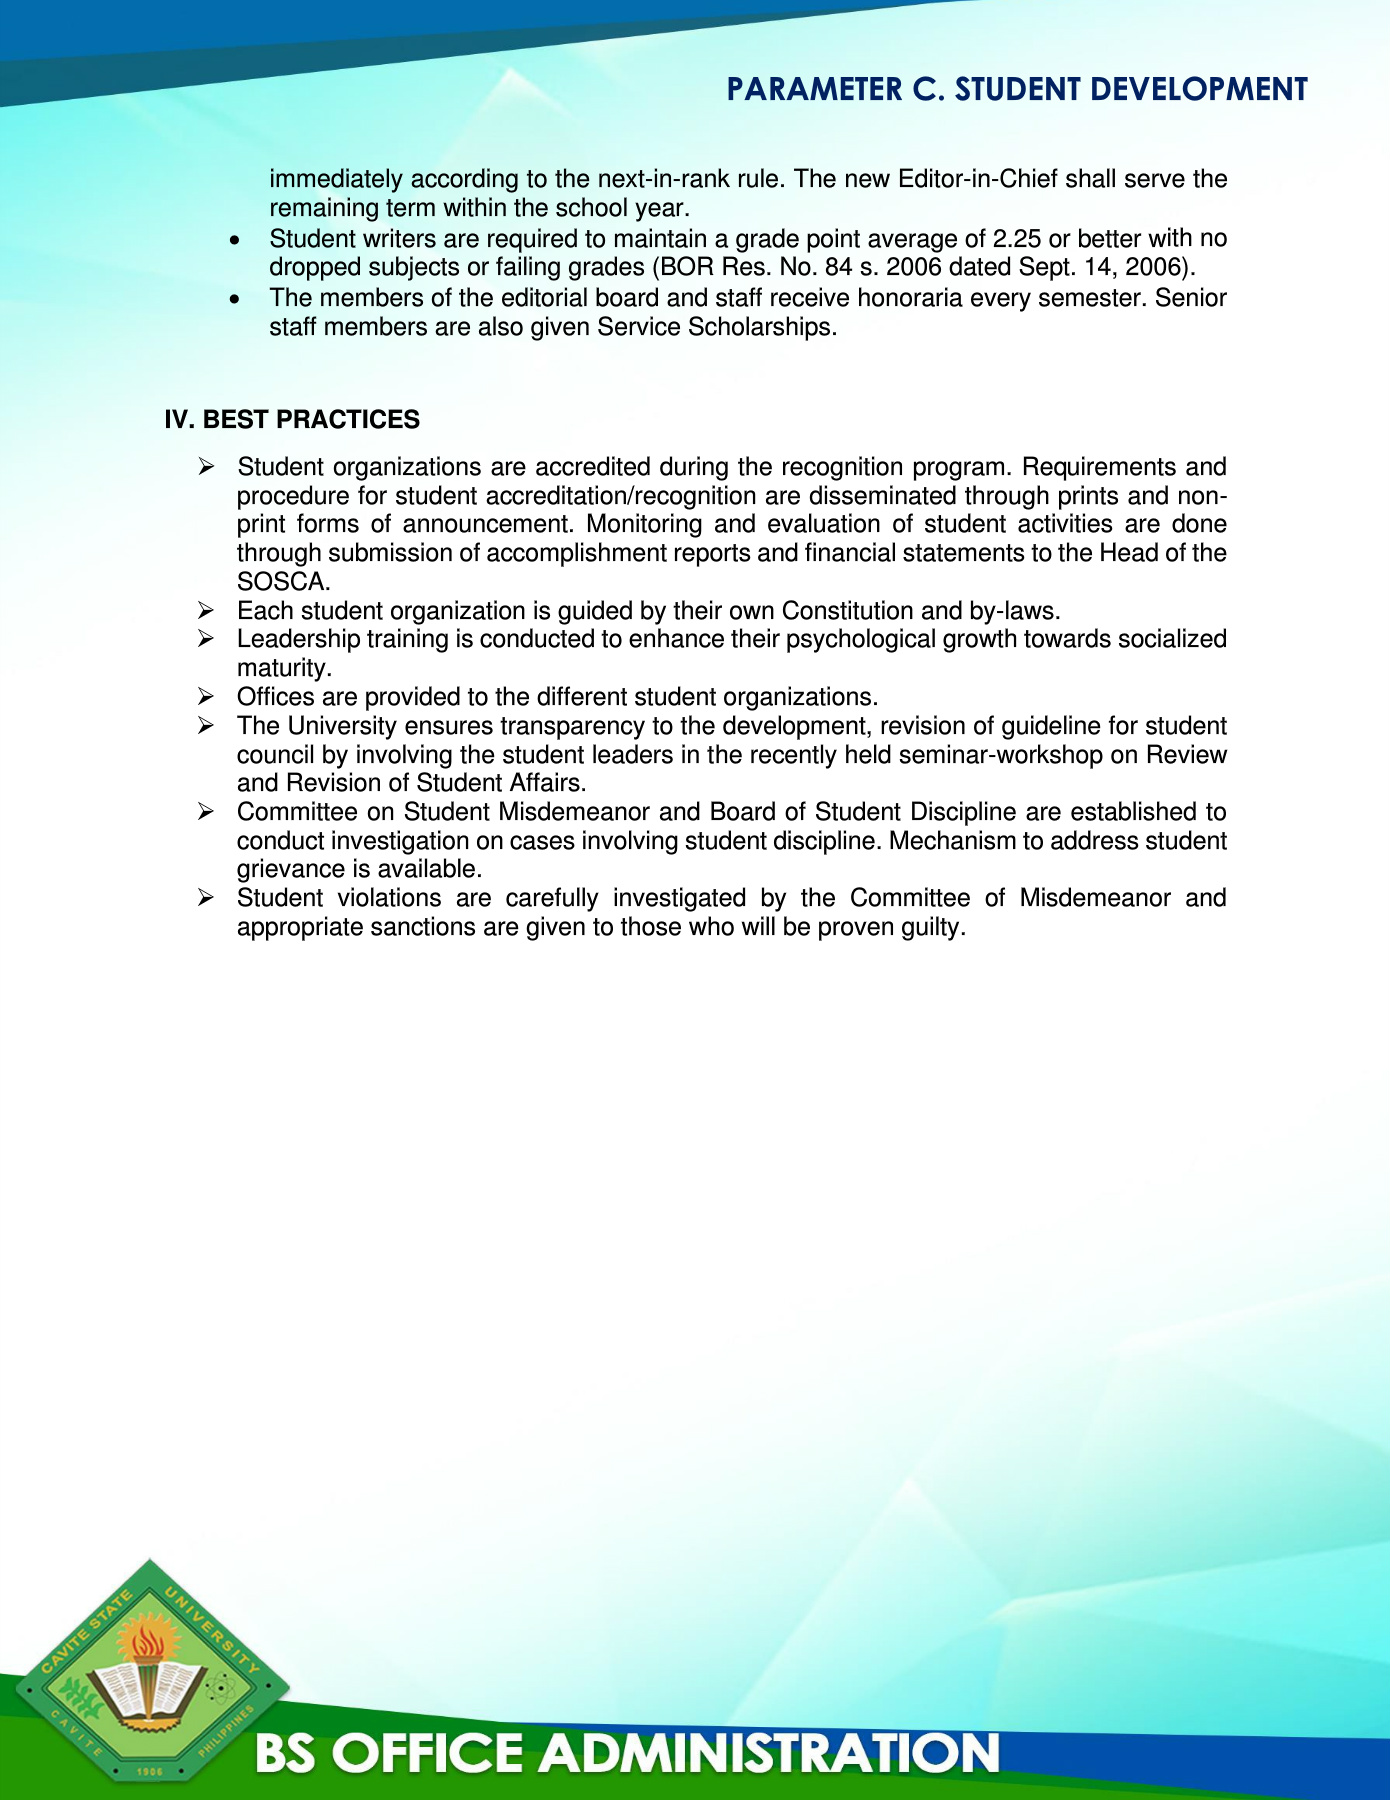 PARAMETER C. STUDENT DEVELOPMENT
immediately according to the next-in-rank rule. The new Editor-in-Chief shall serve the
remaining term within the school year.
• Student writers are required to maintain a grade point average of 2.25 or better with no
dropped subjects or failing grades (BOR Res. No. 84 s. 2006 dated Sept. 14, 2006).
• The members of the editorial board and staff receive honoraria every semester. Senior
staff members are also given Service Scholarships.
IV. BEST PRACTICES
➢ Student organizations are accredited during the recognition program. Requirements and
procedure for student accreditation/recognition are disseminated through prints and non-
print forms of announcement. Monitoring and evaluation of student activities are done
through submission of accomplishment reports and financial statements to the Head of the
SOSCA.
➢ Each student organization is guided by their own Constitution and by-laws.
➢ Leadership training is conducted to enhance their psychological growth towards socialized
maturity.
➢ Offices are provided to the different student organizations.
➢ The University ensures transparency to the development, revision of guideline for student
council by involving the student leaders in the recently held seminar-workshop on Review
and Revision of Student Affairs.
➢ Committee on Student Misdemeanor and Board of Student Discipline are established to
conduct investigation on cases involving student discipline. Mechanism to address student
grievance is available.
➢ Student violations are carefully investigated by the Committee of Misdemeanor and
appropriate sanctions are given to those who will be proven guilty.
CAVITE STATE UNIVERSITY
CAVITE PHILIPPINES
1906
BS OFFICE ADMINISTRATION